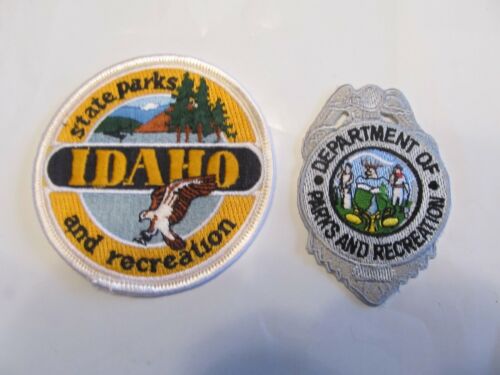 state parks
IDAHO
and recreation
DEPARTMENT OF
PARKS AND RECREATION